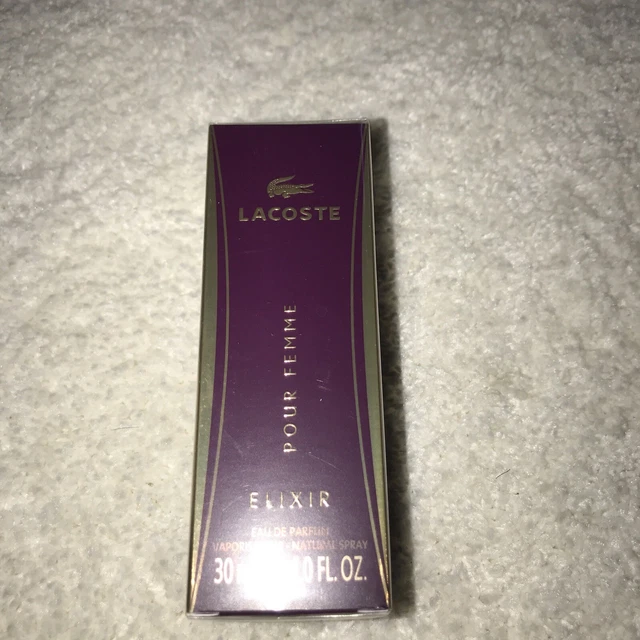 LACOSTE
POUR FEMME
ELIXIR
EAU DE PARFUM
NATURAL SPRAY
30 FL. OZ.